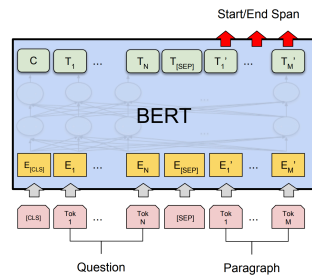 Start/End Span
C T1 ... TN T[SEP] T1' ... TM'
BERT
E[CLS] E1 ... EN E[SEP] E1' ... EM'
[CLS] Tok 1 ... Tok N [SEP] Tok 1 ... Tok M
Question Paragraph